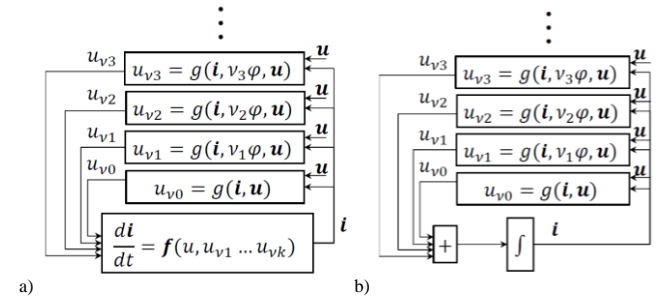 u_{ν3} u_{ν3} = g(i, ν_3φ, u) u
u_{ν2} u_{ν2} = g(i, ν_2φ, u) u
u_{ν1} u_{ν1} = g(i, ν_1φ, u) u
u_{ν0} u_{ν0} = g(i, u) u
di/dt = f(u, u_{ν1} … u_{νk}) i
a)
u_{ν3} u_{ν3} = g(i, ν_3φ, u) u
u_{ν2} u_{ν2} = g(i, ν_2φ, u) u
u_{ν1} u_{ν1} = g(i, ν_1φ, u) u
u_{ν0} u_{ν0} = g(i, u) u
+ ∫ i
b)